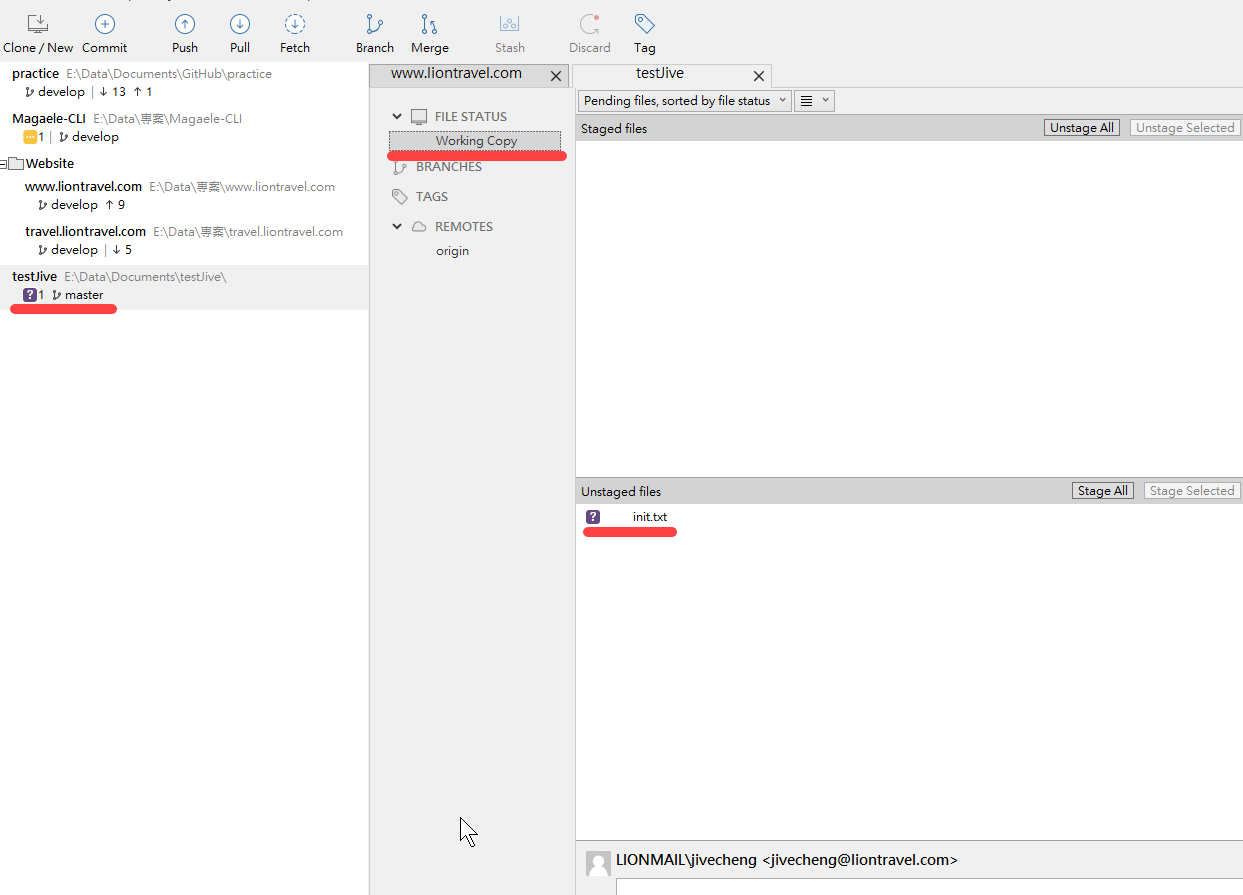 Clone / New Commit Push Pull Fetch Branch Merge Stash Discard Tag
practice E:\Data\Documents\GitHub\practice
develop | ↓ 13 ↑ 1
Magaele-CLI E:\Data\專案\Magaele-CLI
1 | develop
Website
www.liontravel.com E:\Data\專案\www.liontravel.com
develop ↑ 9
travel.liontravel.com E:\Data\專案\travel.liontravel.com
develop | ↓ 5
testJive E:\Data\Documents\testJive\
? 1 master
www.liontravel.com
FILE STATUS
Working Copy
BRANCHES
TAGS
REMOTES
origin
testJive
Pending files, sorted by file status
Staged files Unstage All Unstage Selected
Unstaged files Stage All Stage Selected
? init.txt
LIONMAIL\jivecheng <jivecheng@liontravel.com>